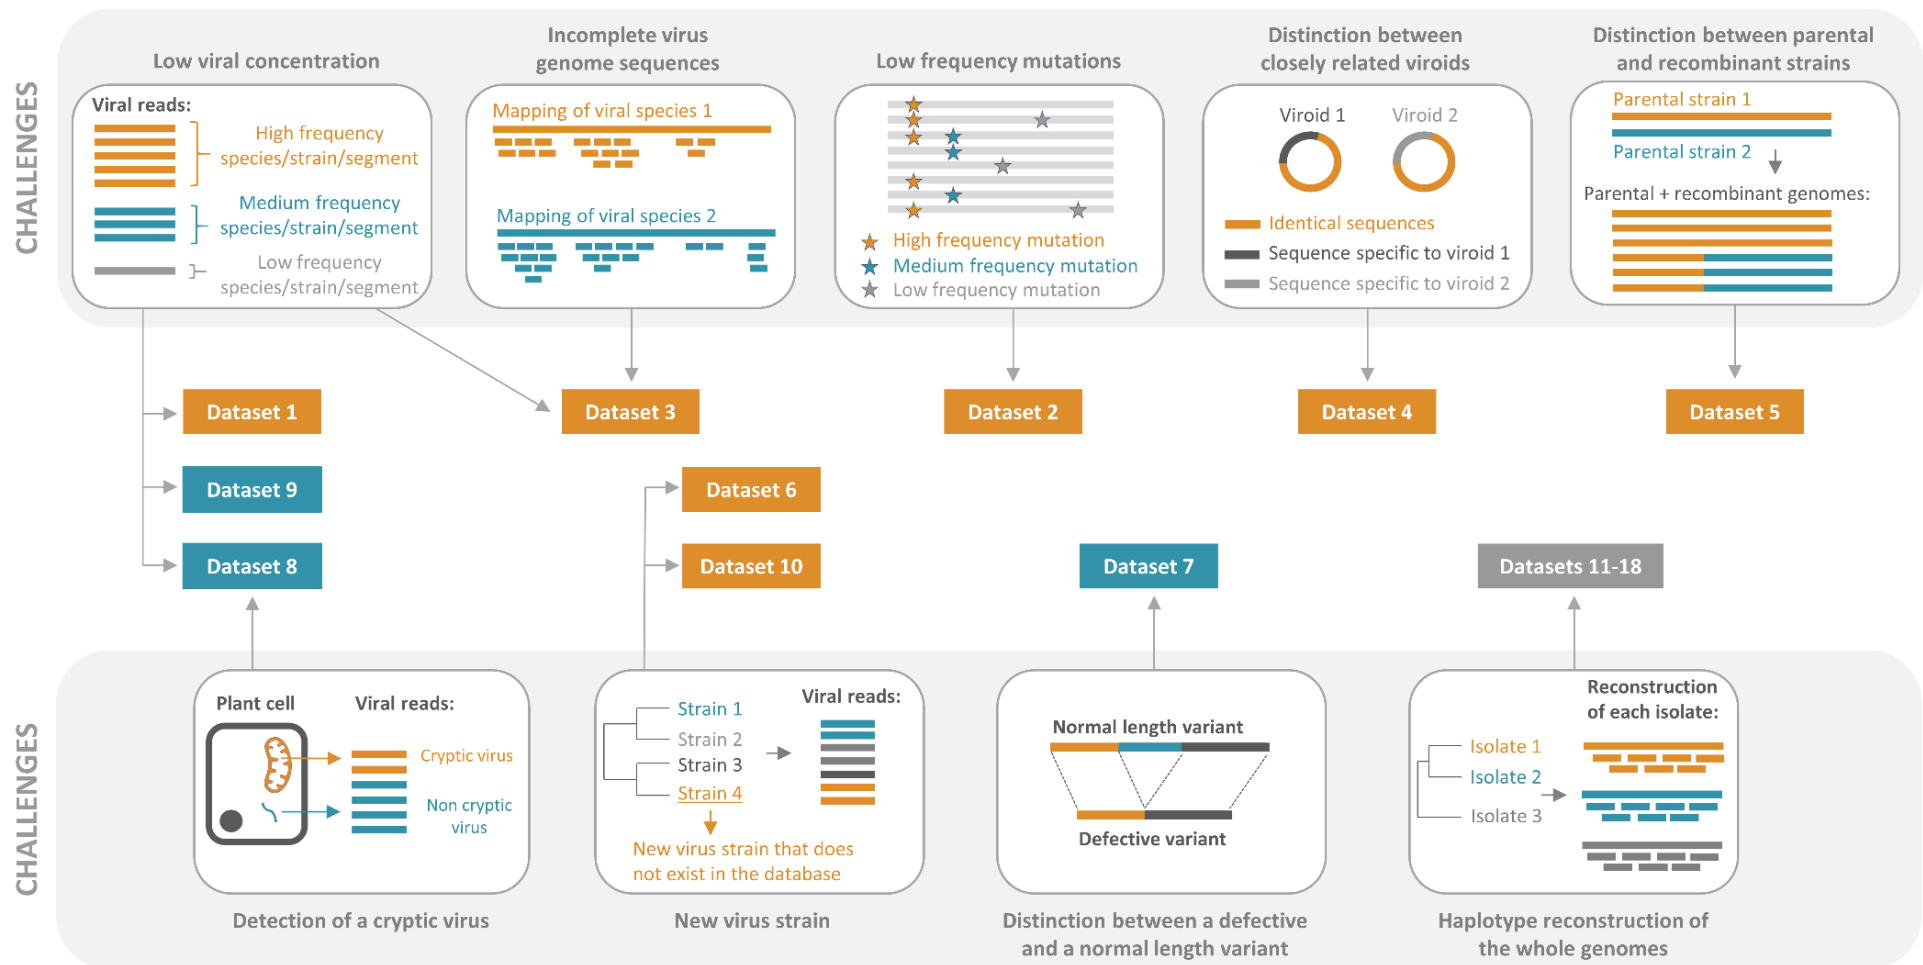 CHALLENGES
Low viral concentration
Viral reads:
High frequency
species/strain/segment
Medium frequency
species/strain/segment
Low frequency
species/strain/segment
Incomplete virus
genome sequences
Mapping of viral species 1
Mapping of viral species 2
Low frequency mutations
High frequency mutation
Medium frequency mutation
Low frequency mutation
Distinction between
closely related viroids
Viroid 1
Viroid 2
Identical sequences
Sequence specific to viroid 1
Sequence specific to viroid 2
Distinction between parental
and recombinant strains
Parental strain 1
Parental strain 2
Parental + recombinant genomes:
Dataset 1
Dataset 3
Dataset 2
Dataset 4
Dataset 5
Dataset 9
Dataset 6
Dataset 8
Dataset 10
Dataset 7
Datasets 11-18
CHALLENGES
Plant cell
Viral reads:
Cryptic virus
Non cryptic
virus
Detection of a cryptic virus
Strain 1
Strain 2
Strain 3
Strain 4
Viral reads:
New virus strain that does
not exist in the database
New virus strain
Normal length variant
Defective variant
Distinction between a defective
and a normal length variant
Reconstruction
of each isolate:
Isolate 1
Isolate 2
Isolate 3
Haplotype reconstruction of
the whole genomes